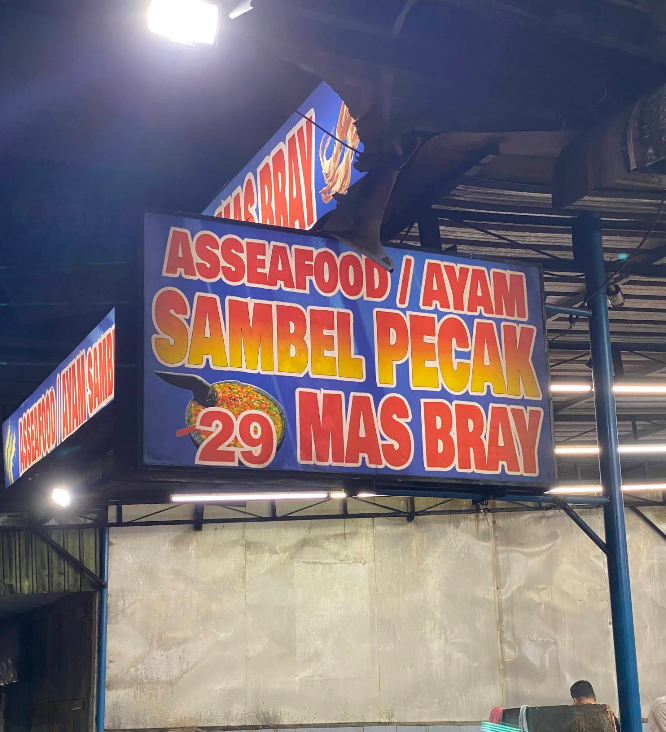 MAS BRAY
ASSEAFOOD / AYAM
SAMBEL PECAK
29 MAS BRAY
ASSEAFOOD / AYAM SAMB